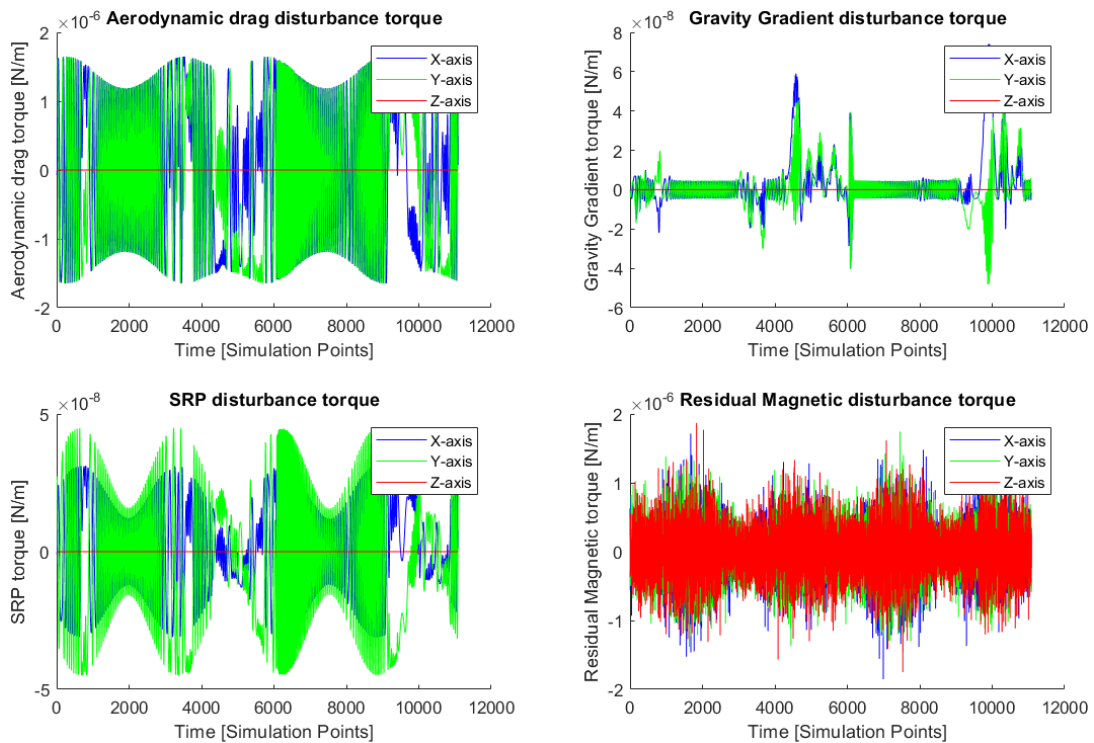 Aerodynamic drag disturbance torque
×10⁻⁶
Aerodynamic drag torque [N/m]
2
1
0
-1
-2
0 2000 4000 6000 8000 10000 12000
Time [Simulation Points]
X-axis
Y-axis
Z-axis
Gravity Gradient disturbance torque
×10⁻⁸
Gravity Gradient torque [N/m]
8
6
4
2
0
-2
-4
-6
0 2000 4000 6000 8000 10000 12000
Time [Simulation Points]
X-axis
Y-axis
Z-axis
SRP disturbance torque
×10⁻⁸
SRP torque [N/m]
5
0
-5
0 2000 4000 6000 8000 10000 12000
Time [Simulation Points]
X-axis
Y-axis
Z-axis
Residual Magnetic disturbance torque
×10⁻⁶
Residual Magnetic torque [N/m]
2
1
0
-1
-2
0 2000 4000 6000 8000 10000 12000
Time [Simulation Points]
X-axis
Y-axis
Z-axis